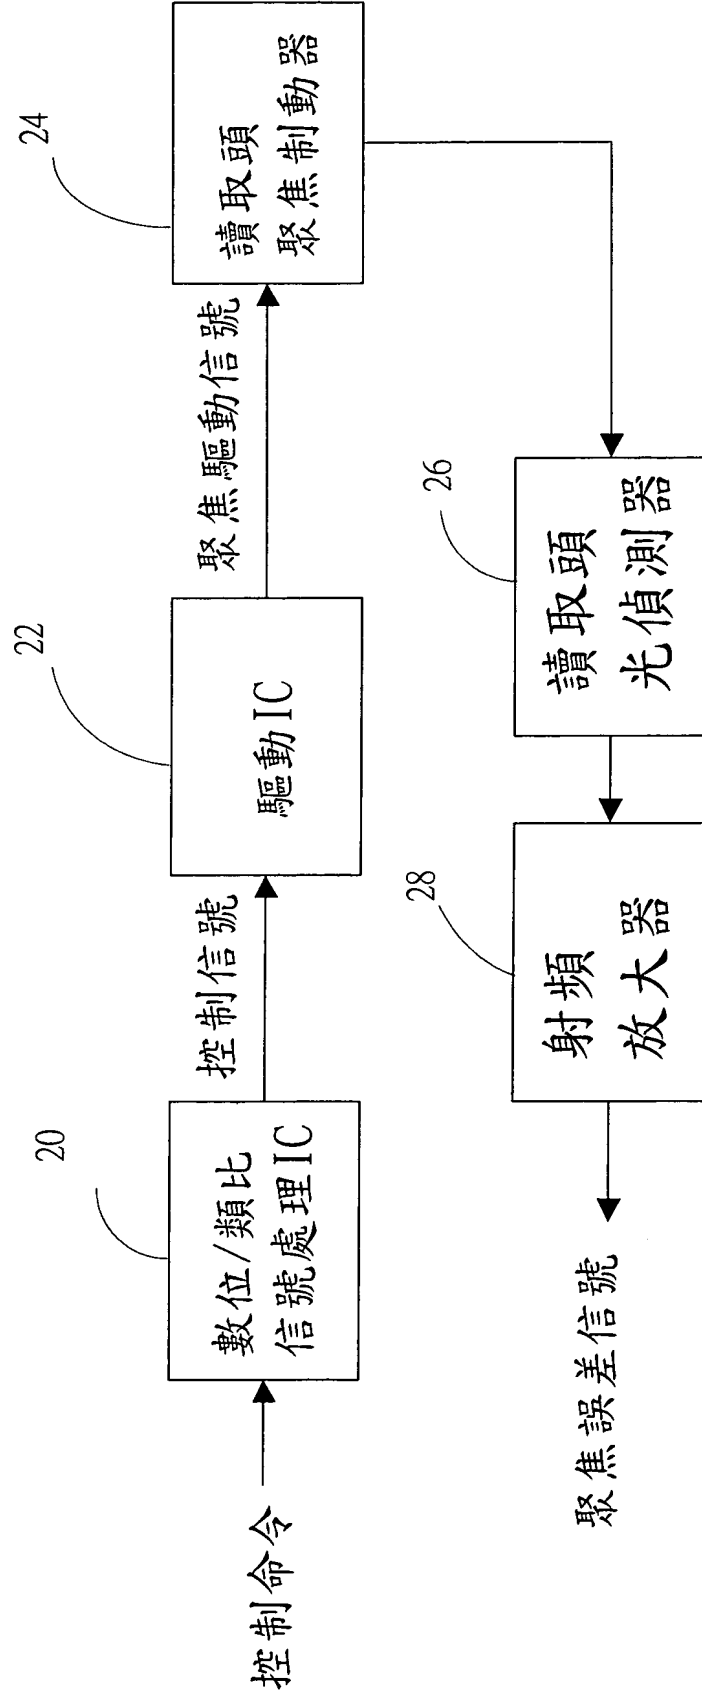 控制命令
20
數位/類比
信號處理IC
控制信號
22
驅動IC
聚焦驅動信號
24
讀取頭
聚焦制動器
26
讀取頭
光偵測器
28
射頻
放大器
聚焦誤差信號